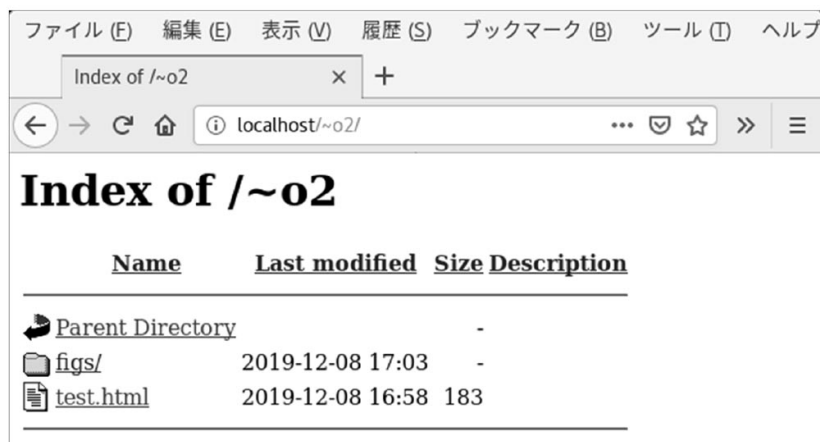 ファイル (F) 編集 (E) 表示 (V) 履歴 (S) ブックマーク (B) ツール (T) ヘルプ
Index of /~o2
localhost/~o2/
Index of /~o2
Name Last modified Size Description
Parent Directory -
figs/ 2019-12-08 17:03 -
test.html 2019-12-08 16:58 183